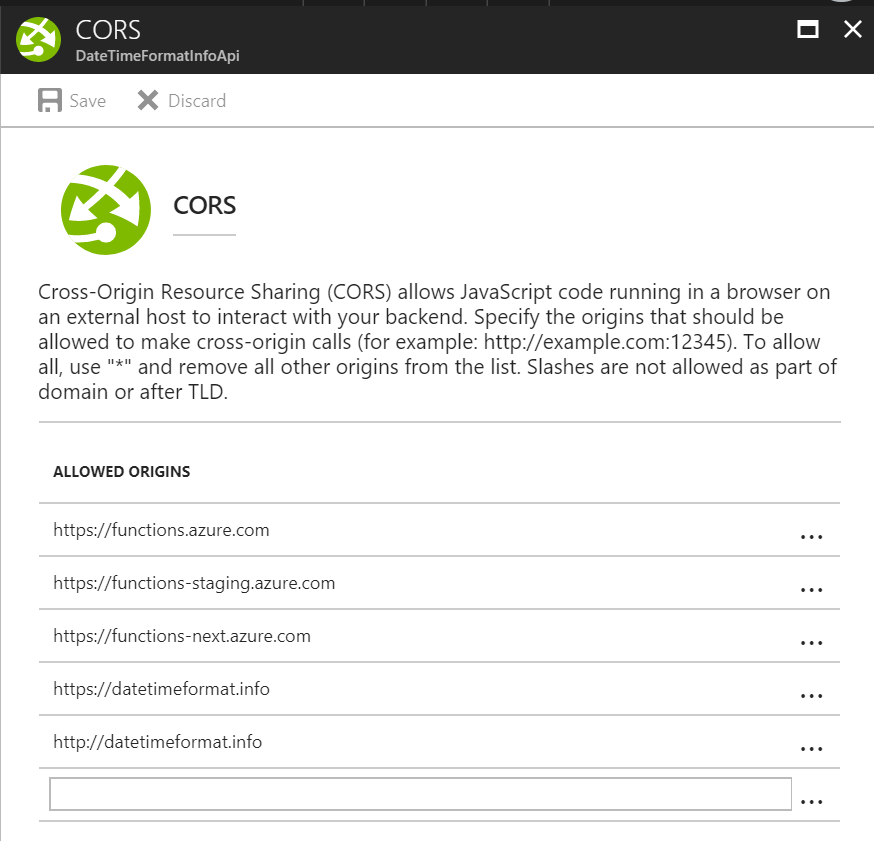 CORS
DateTimeFormatInfoApi
Save Discard
CORS
Cross-Origin Resource Sharing (CORS) allows JavaScript code running in a browser on
an external host to interact with your backend. Specify the origins that should be
allowed to make cross-origin calls (for example: http://example.com:12345). To allow
all, use "*" and remove all other origins from the list. Slashes are not allowed as part of
domain or after TLD.
ALLOWED ORIGINS
https://functions.azure.com ...
https://functions-staging.azure.com ...
https://functions-next.azure.com ...
https://datetimeformat.info ...
http://datetimeformat.info ...
...